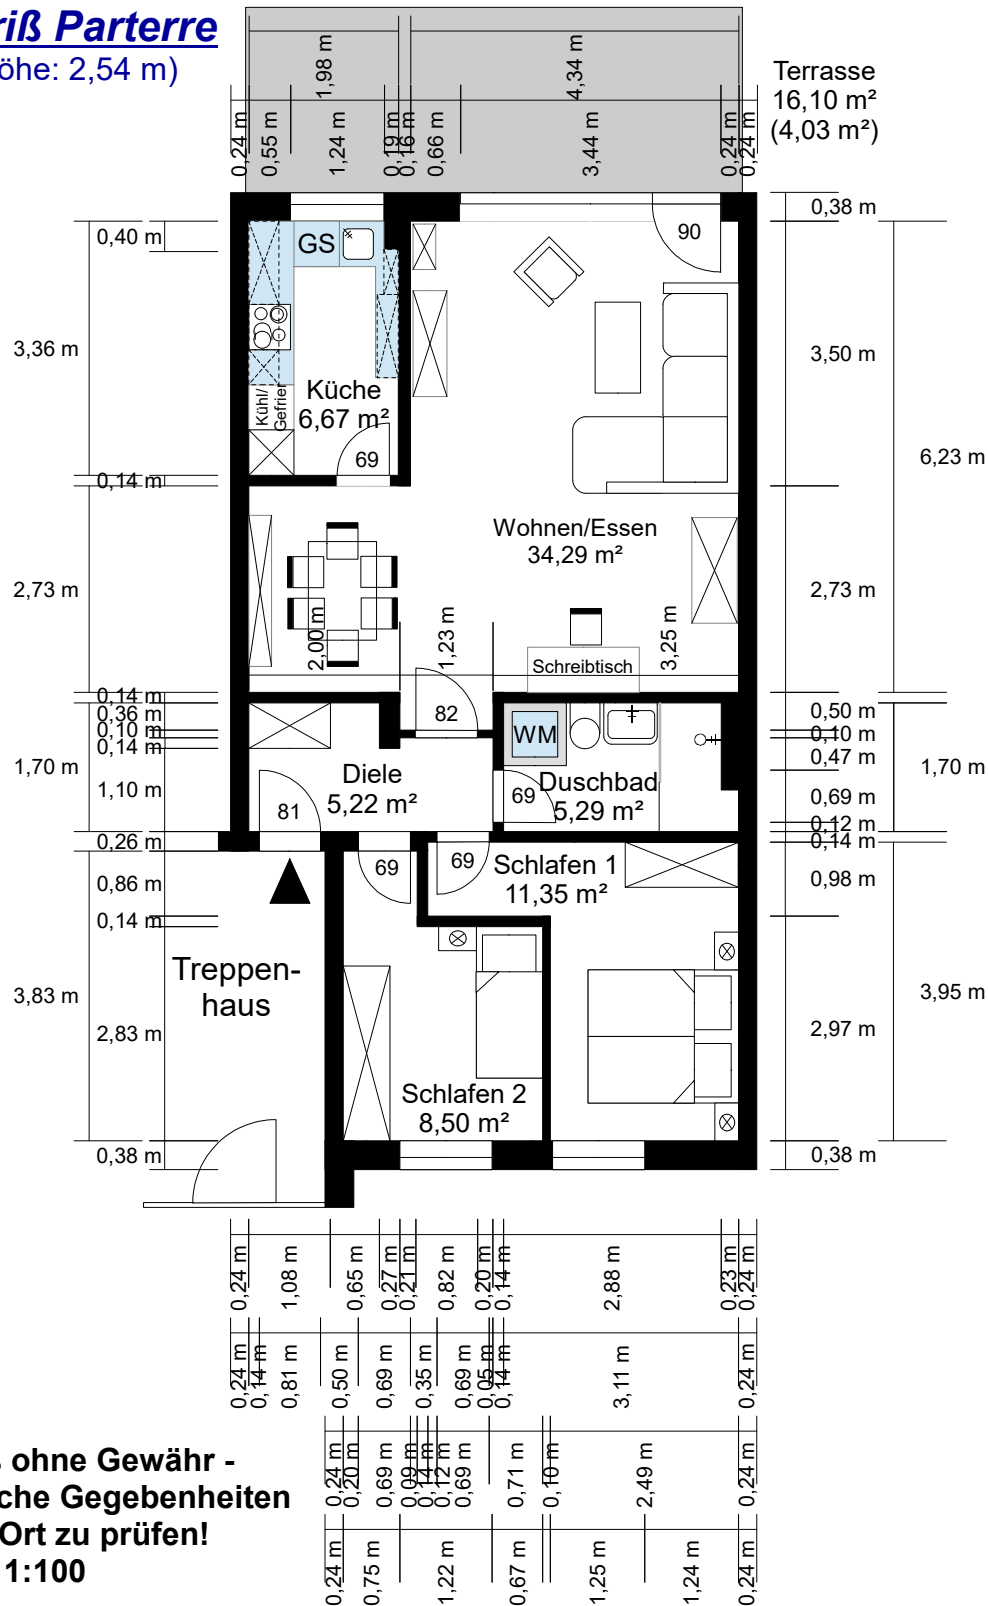 riß Parterre
öhe: 2,54 m)
Terrasse
16,10 m²
(4,03 m²)
1,98 m
4,34 m
0,24 m
0,55 m
1,24 m
0,19 m
0,16 m
0,66 m
3,44 m
0,24 m
0,24 m
0,40 m
3,36 m
0,14 m
2,73 m
0,14 m
0,36 m
0,10 m
0,14 m
1,70 m
1,10 m
0,26 m
0,86 m
0,14 m
3,83 m
2,83 m
0,38 m
GS
Kühl/
Gefrier
Küche
6,67 m²
69
90
Wohnen/Essen
34,29 m²
2,00 m
1,23 m
3,25 m
Schreibtisch
82
WM
Diele
5,22 m²
81
69
Duschbad
5,29 m²
69
69
Schlafen 1
11,35 m²
Treppen-
haus
Schlafen 2
8,50 m²
0,38 m
3,50 m
6,23 m
2,73 m
0,50 m
0,10 m
0,47 m
1,70 m
0,69 m
0,12 m
0,14 m
0,98 m
3,95 m
2,97 m
0,38 m
0,24 m
1,08 m
0,65 m
0,27 m
0,21 m
0,82 m
0,20 m
0,14 m
2,88 m
0,23 m
0,24 m
0,24 m
0,14 m
0,81 m
0,50 m
0,69 m
0,35 m
0,69 m
0,05 m
0,14 m
3,11 m
0,24 m
0,24 m
0,20 m
0,69 m
0,09 m
0,14 m
0,12 m
0,69 m
0,71 m
0,10 m
2,49 m
0,24 m
0,24 m
0,75 m
1,22 m
0,67 m
1,25 m
1,24 m
0,24 m
ohne Gewähr -
che Gegebenheiten
Ort zu prüfen!
1:100